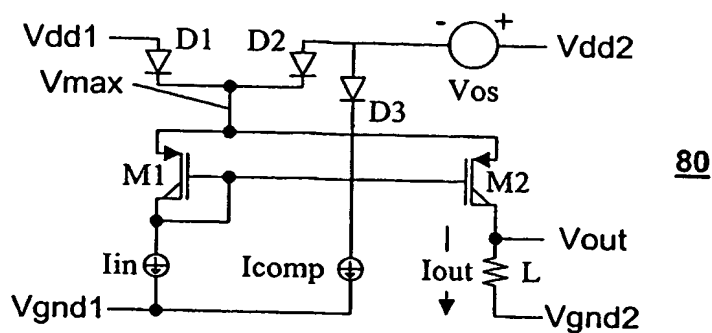 Vdd1 D1 D2 - + Vdd2
Vmax Vos
D3
M1 M2 80
Vout
Iin Icomp Iout L
Vgnd1 Vgnd2